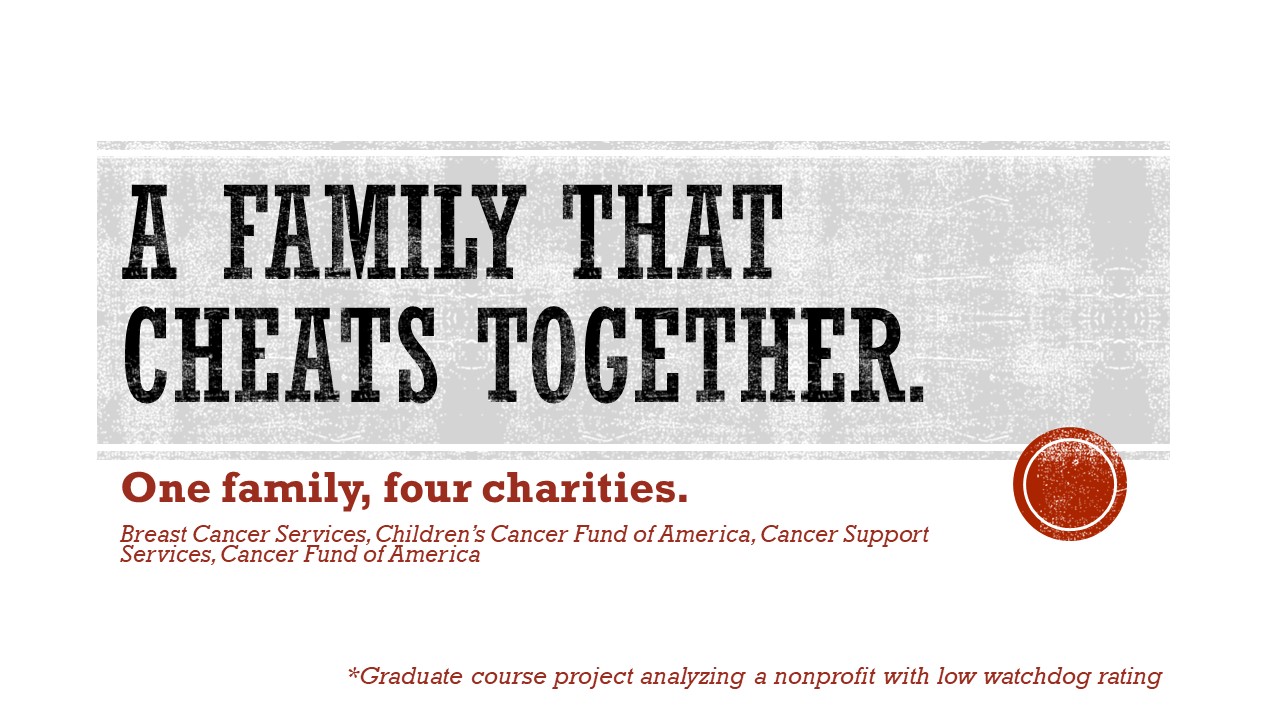 A FAMILY THAT
CHEATS TOGETHER.
One family, four charities.
Breast Cancer Services, Children’s Cancer Fund of America, Cancer Support
Services, Cancer Fund of America
*Graduate course project analyzing a nonprofit with low watchdog rating